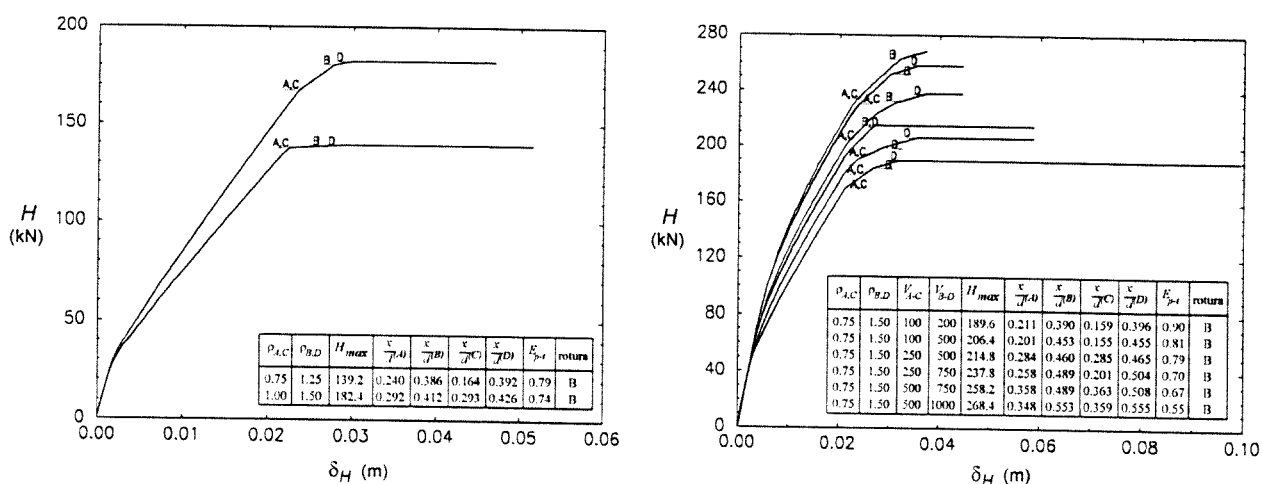 200
150
100
50
0
H
(kN)
B D
A,C
A,C B D
ρA,C ρB,D Hmax x/d(A) x/d(B) x/d(C) x/d(D) Ep-t rotura
0.75 1.25 139.2 0.240 0.386 0.164 0.392 0.79 B
1.00 1.50 182.4 0.292 0.412 0.293 0.426 0.74 B
0.00 0.01 0.02 0.03 0.04 0.05 0.06
δH (m)
280
240
200
160
120
80
40
0
H
(kN)
B
D
B
A,C
A,C
B
D
A,C
B,D
D
A,C
B
D
B
A,C
ρA,C ρB,D VA-C VB-D Hmax x/d(A) x/d(B) x/d(C) x/d(D) Ep-t rotura
0.75 1.50 100 200 189.6 0.211 0.390 0.159 0.396 0.90 B
0.75 1.50 100 500 206.4 0.201 0.453 0.155 0.455 0.81 B
0.75 1.50 250 500 214.8 0.284 0.460 0.285 0.465 0.79 B
0.75 1.50 250 750 237.8 0.258 0.489 0.201 0.504 0.70 B
0.75 1.50 500 750 258.2 0.358 0.489 0.363 0.508 0.67 B
0.75 1.50 500 1000 268.4 0.348 0.553 0.359 0.555 0.55 B
0.00 0.02 0.04 0.06 0.08 0.10
δH (m)